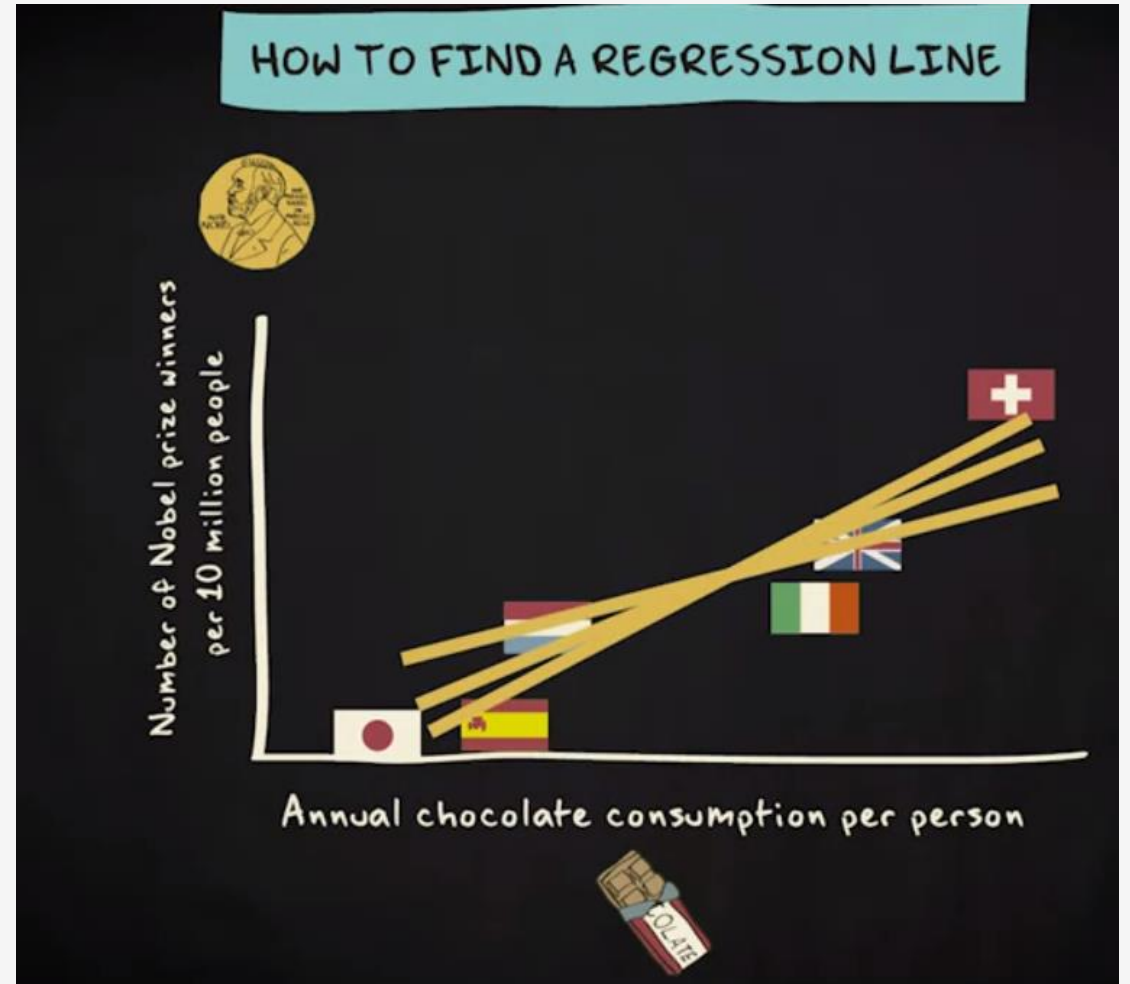 HOW TO FIND A REGRESSION LINE
Number of Nobel prize winners
per 10 million people
Annual chocolate consumption per person
COLATE